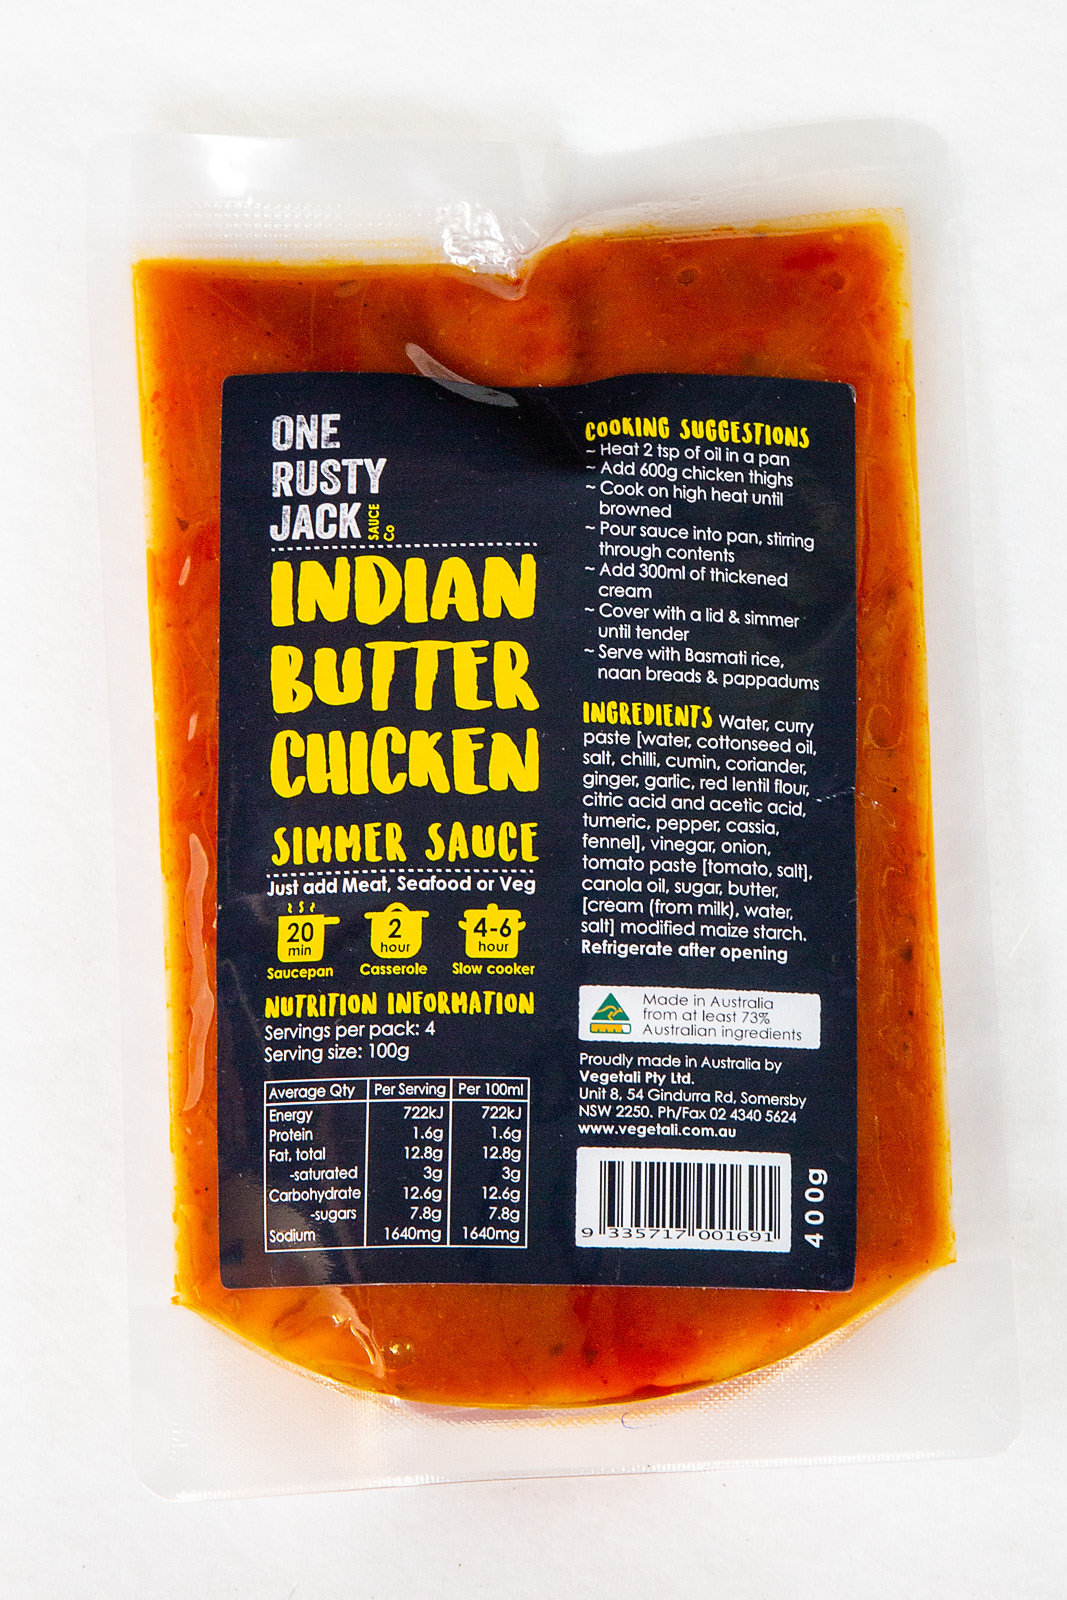 ONE
RUSTY
JACK SAUCE Co
INDIAN
BUTTER
CHICKEN
SIMMER SAUCE
Just add Meat, Seafood or Veg
20 min
Saucepan
2 hour
Casserole
4-6 hour
Slow cooker
NUTRITION INFORMATION
Servings per pack: 4
Serving size: 100g
Average Qty Per Serving Per 100ml
Energy 722kJ 722kJ
Protein 1.6g 1.6g
Fat, total 12.8g 12.8g
-saturated 3g 3g
Carbohydrate 12.6g 12.6g
-sugars 7.8g 7.8g
Sodium 1640mg 1640mg
COOKING SUGGESTIONS
~ Heat 2 tsp of oil in a pan
~ Add 600g chicken thighs
~ Cook on high heat until
browned
~ Pour sauce into pan, stirring
through contents
~ Add 300ml of thickened
cream
~ Cover with a lid & simmer
until tender
~ Serve with Basmati rice,
naan breads & pappadums
INGREDIENTS Water, curry
paste [water, cottonseed oil,
salt, chilli, cumin, coriander,
ginger, garlic, red lentil flour,
citric acid and acetic acid,
tumeric, pepper, cassia,
fennel], vinegar, onion,
tomato paste [tomato, salt],
canola oil, sugar, butter,
[cream (from milk), water,
salt] modified maize starch.
Refrigerate after opening
Made in Australia
from at least 73%
Australian ingredients
Proudly made in Australia by
Vegetali Pty Ltd.
Unit 8, 54 Gindurra Rd, Somersby
NSW 2250. Ph/Fax 02 4340 5624
www.vegetali.com.au
9 335717 001691
400g